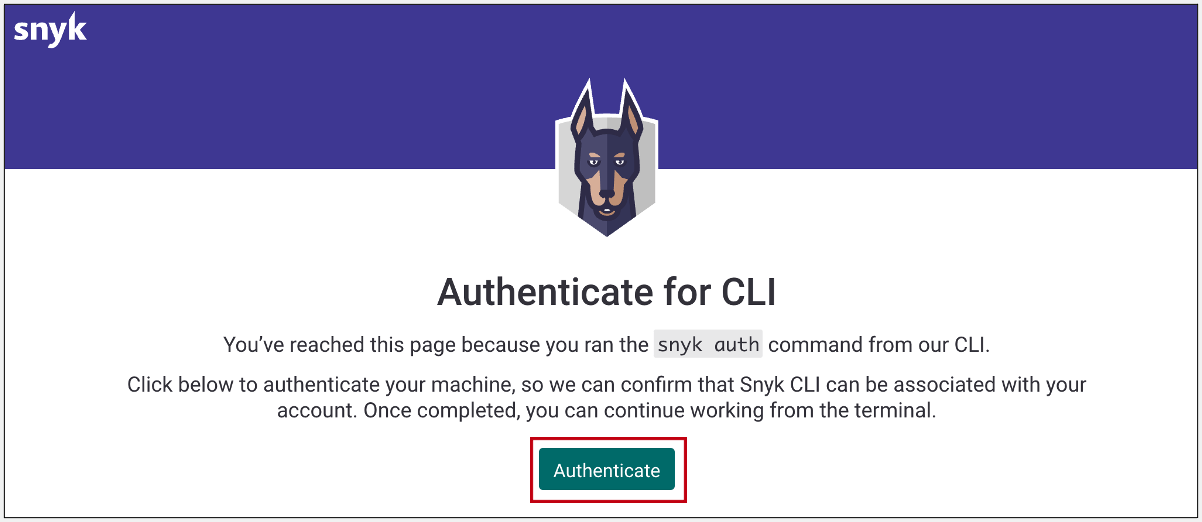 snyk
Authenticate for CLI
You’ve reached this page because you ran the snyk auth command from our CLI.
Click below to authenticate your machine, so we can confirm that Snyk CLI can be associated with your
account. Once completed, you can continue working from the terminal.
Authenticate